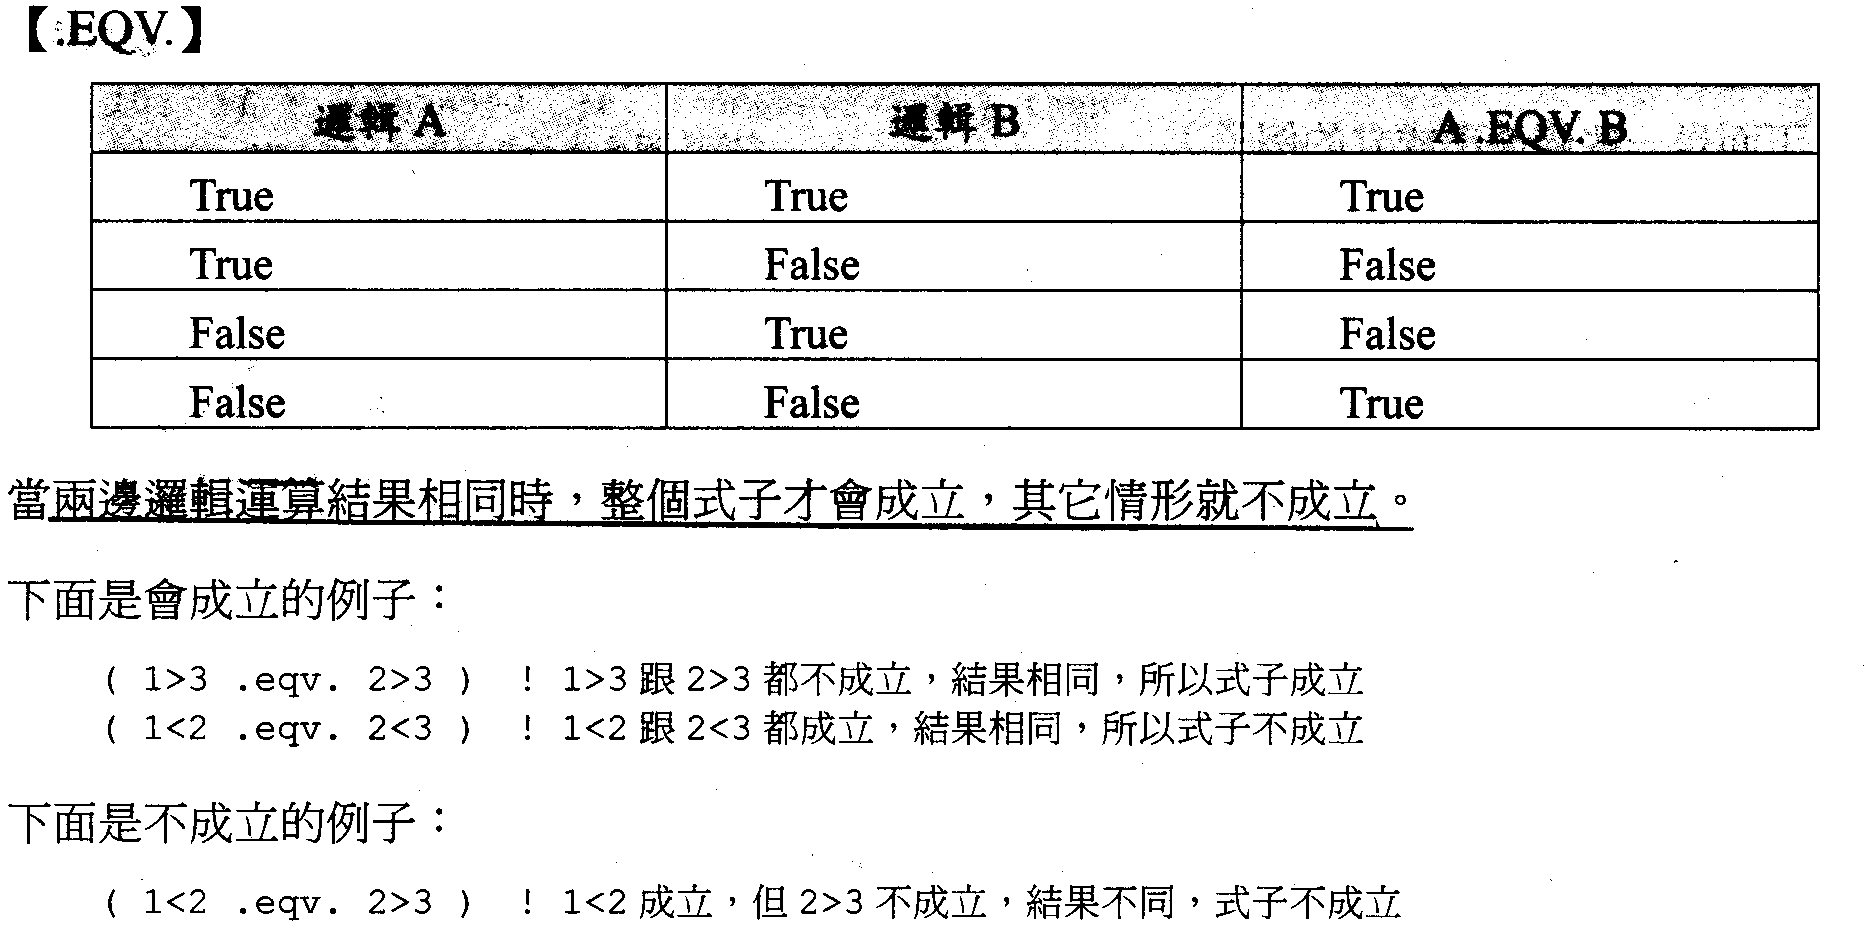 【.EQV.】
邏輯 A 邏輯 B A .EQV. B
True True True
True False False
False True False
False False True
當兩邊邏輯運算結果相同時，整個式子才會成立，其它情形就不成立。
下面是會成立的例子：
( 1>3 .eqv. 2>3 ) ! 1>3 跟 2>3 都不成立，結果相同，所以式子成立
( 1<2 .eqv. 2<3 ) ! 1<2 跟 2<3 都成立，結果相同，所以式子不成立
下面是不成立的例子：
( 1<2 .eqv. 2>3 ) ! 1<2 成立，但 2>3 不成立，結果不同，式子不成立